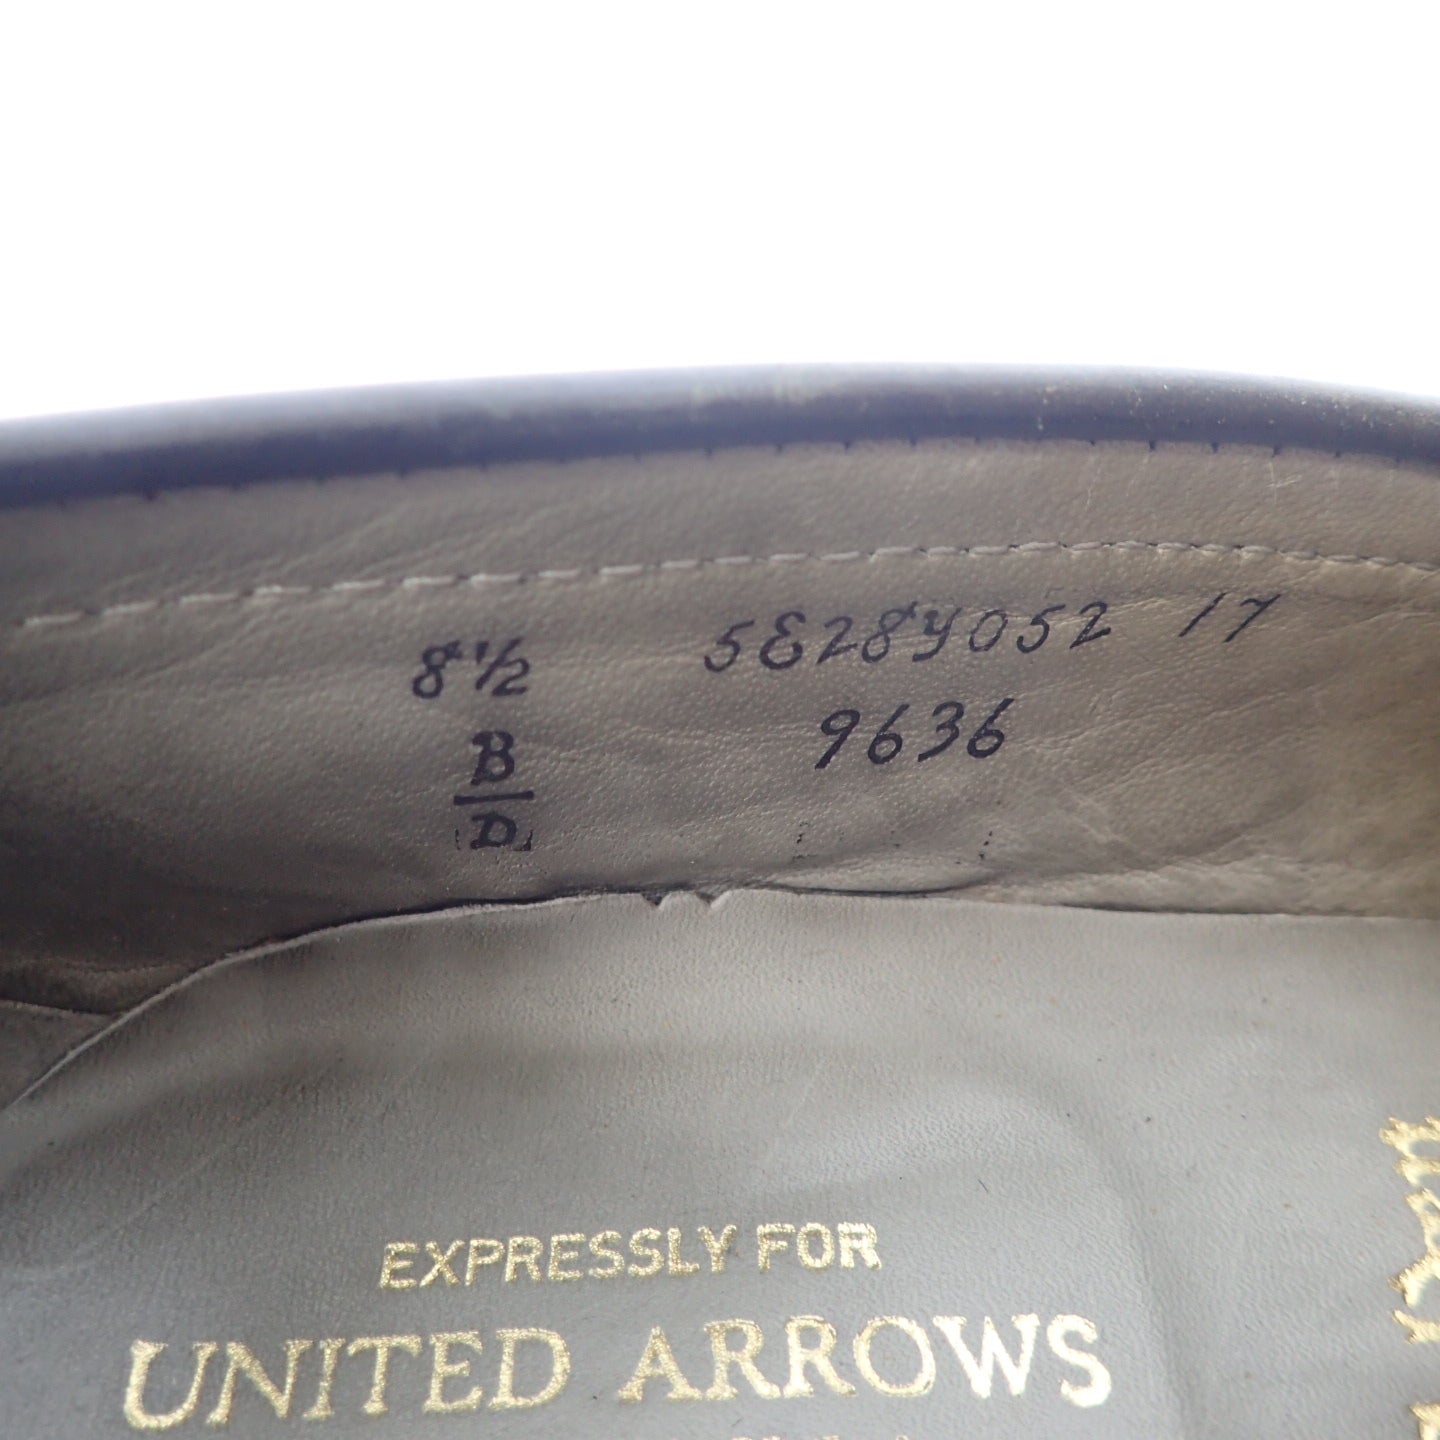 8½ 5E28Y052 17
B 9636
D
EXPRESSLY FOR
UNITED ARROWS